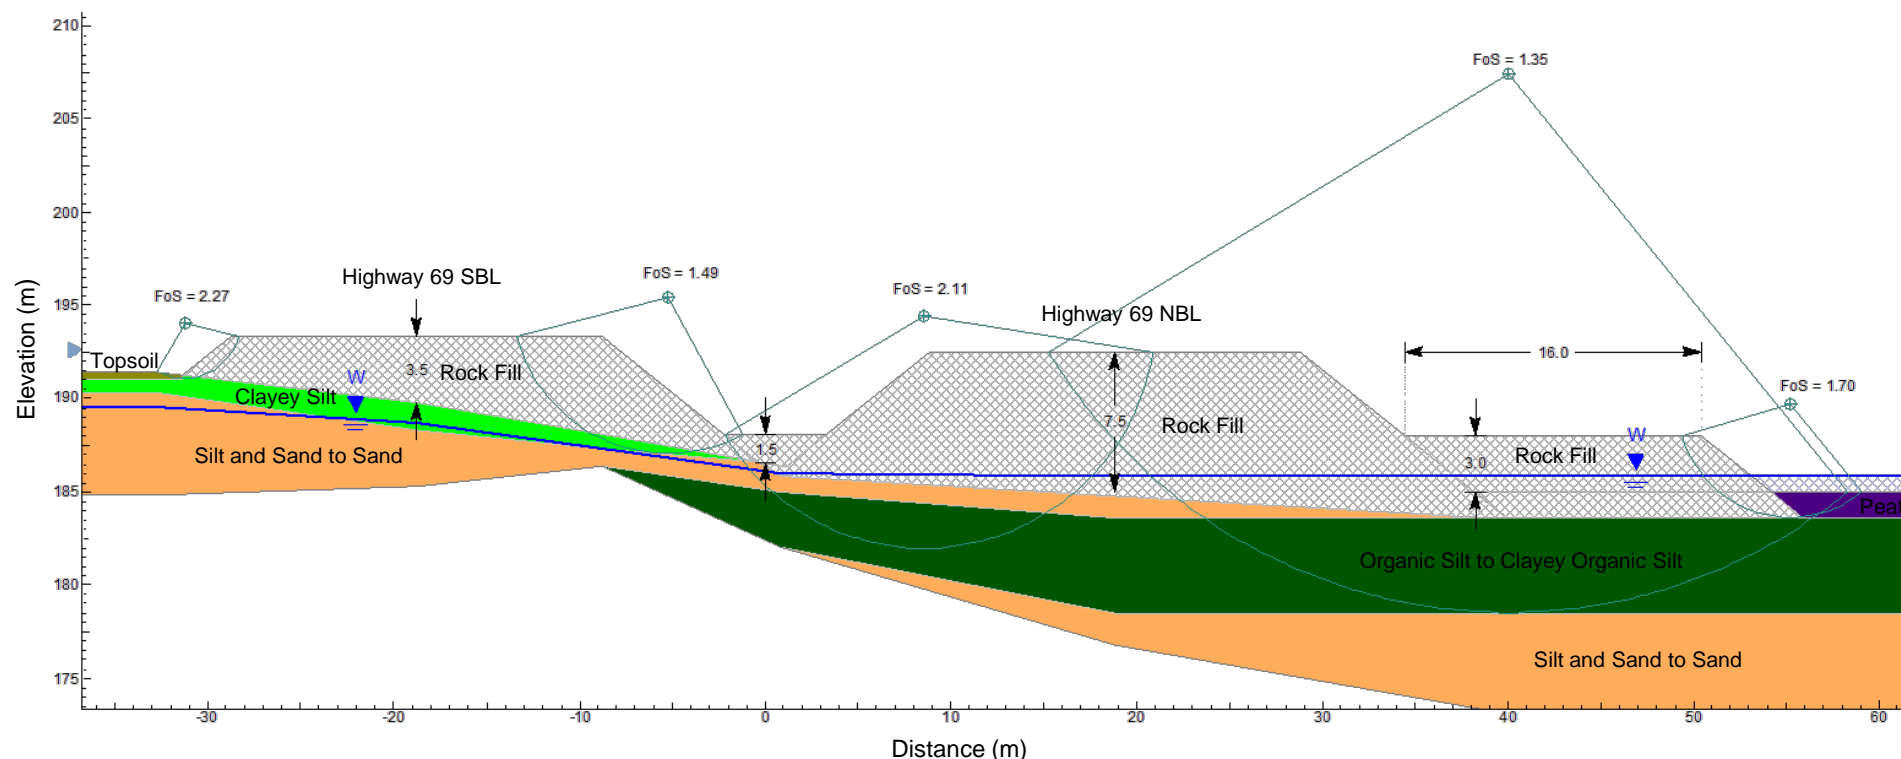 210
205
200
195
190
185
180
175
Elevation (m)
FoS = 1.35
FoS = 2.27
Highway 69 SBL
FoS = 1.49
FoS = 2.11
Highway 69 NBL
16.0
FoS = 1.70
Topsoil
3.5
Rock Fill
W
Clayey Silt
Silt and Sand to Sand
1.5
7.5
Rock Fill
3.0
Rock Fill
W
Peat
Organic Silt to Clayey Organic Silt
Silt and Sand to Sand
-30
-20
-10
0
10
20
30
40
50
60
Distance (m)